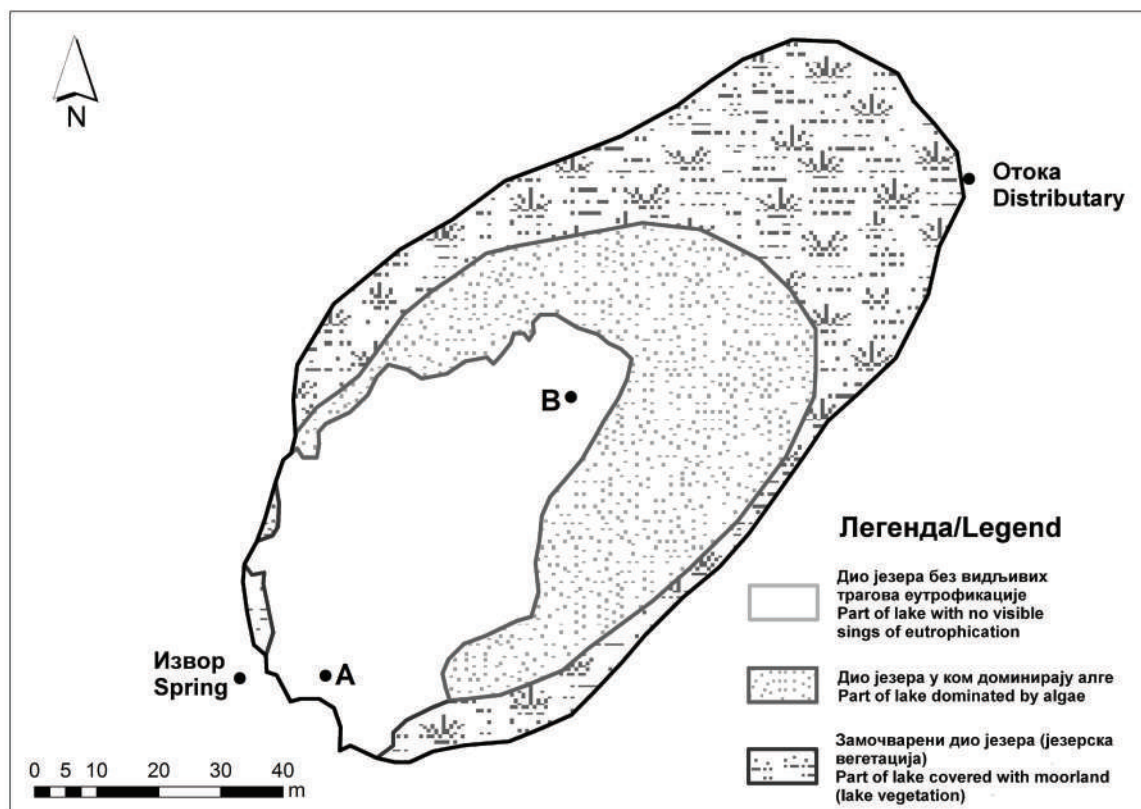 N
Отока
Distributary
B
A
Извор
Spring
0 5 10 20 30 40
m
Легенда/Legend
Дио језера без видљивих
трагова еутрофикације
Part of lake with no visible
sings of eutrophication
Дио језера у ком доминирају алге
Part of lake dominated by algae
Замочварени дио језера (језерска
вегетација)
Part of lake covered with moorland
(lake vegetation)